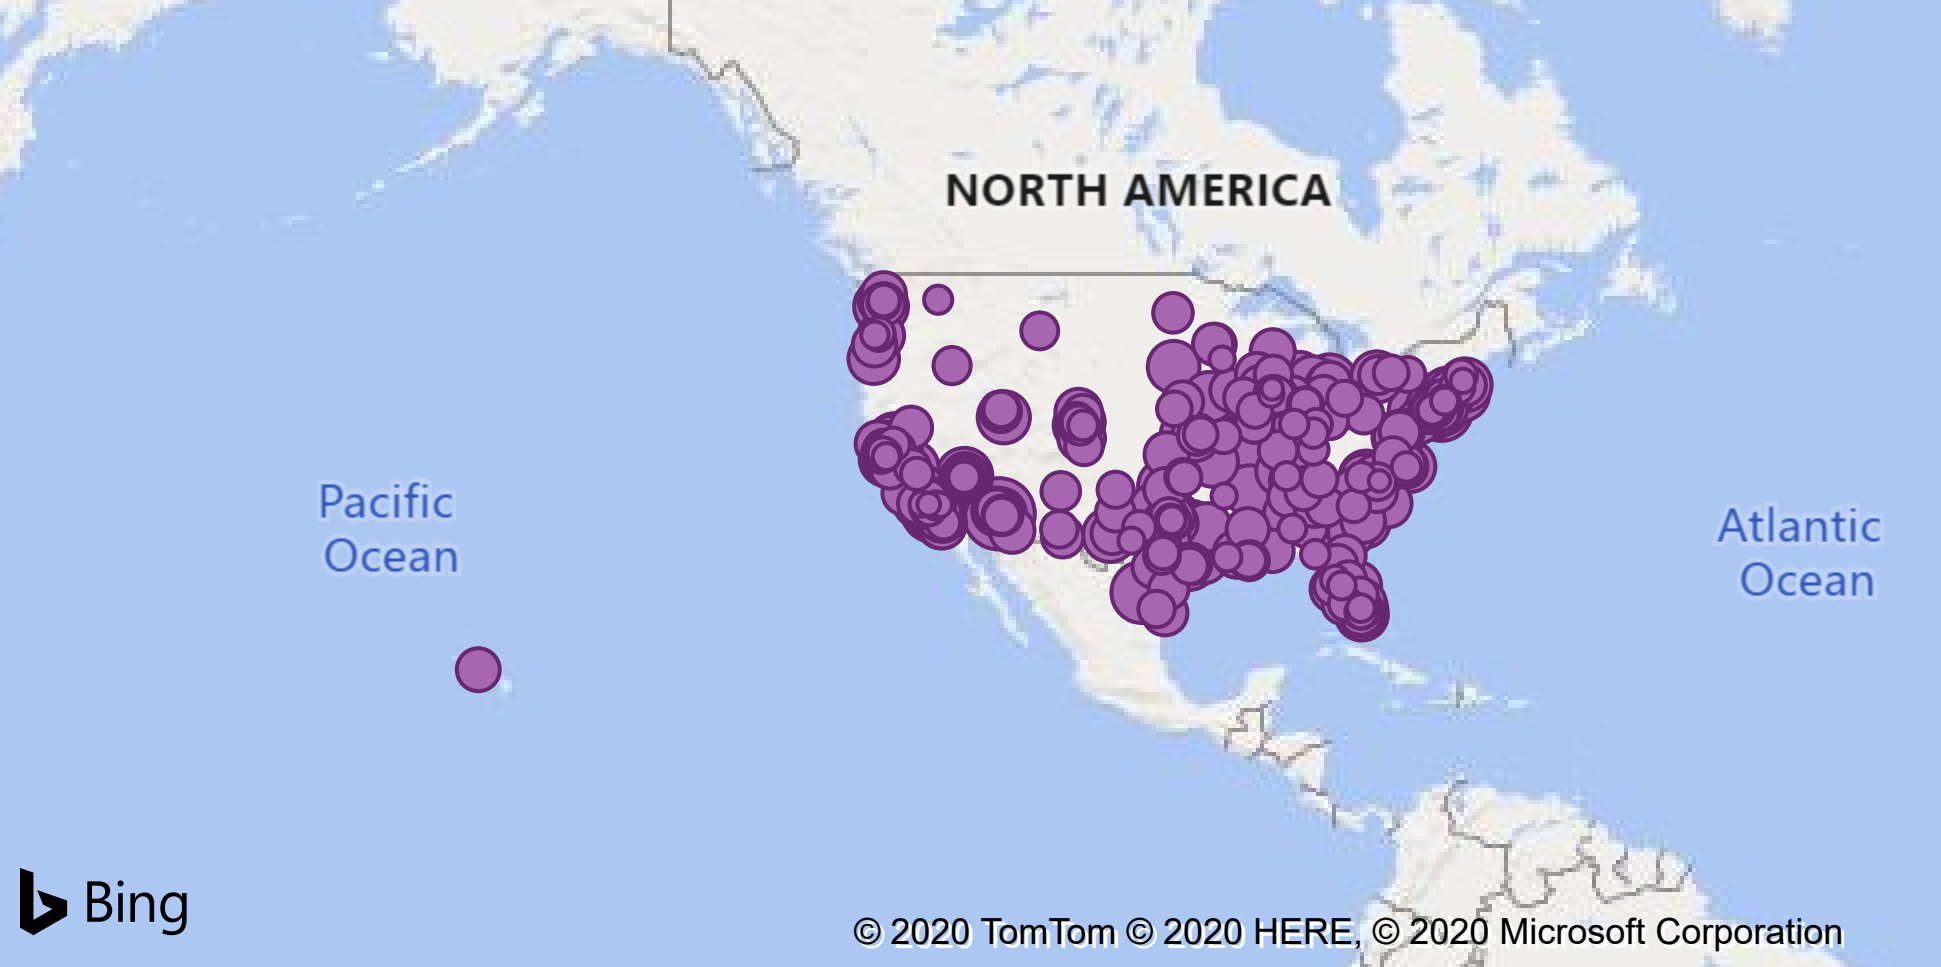 NORTH AMERICA
Pacific
Ocean
Atlantic
Ocean
Bing
© 2020 TomTom © 2020 HERE, © 2020 Microsoft Corporation